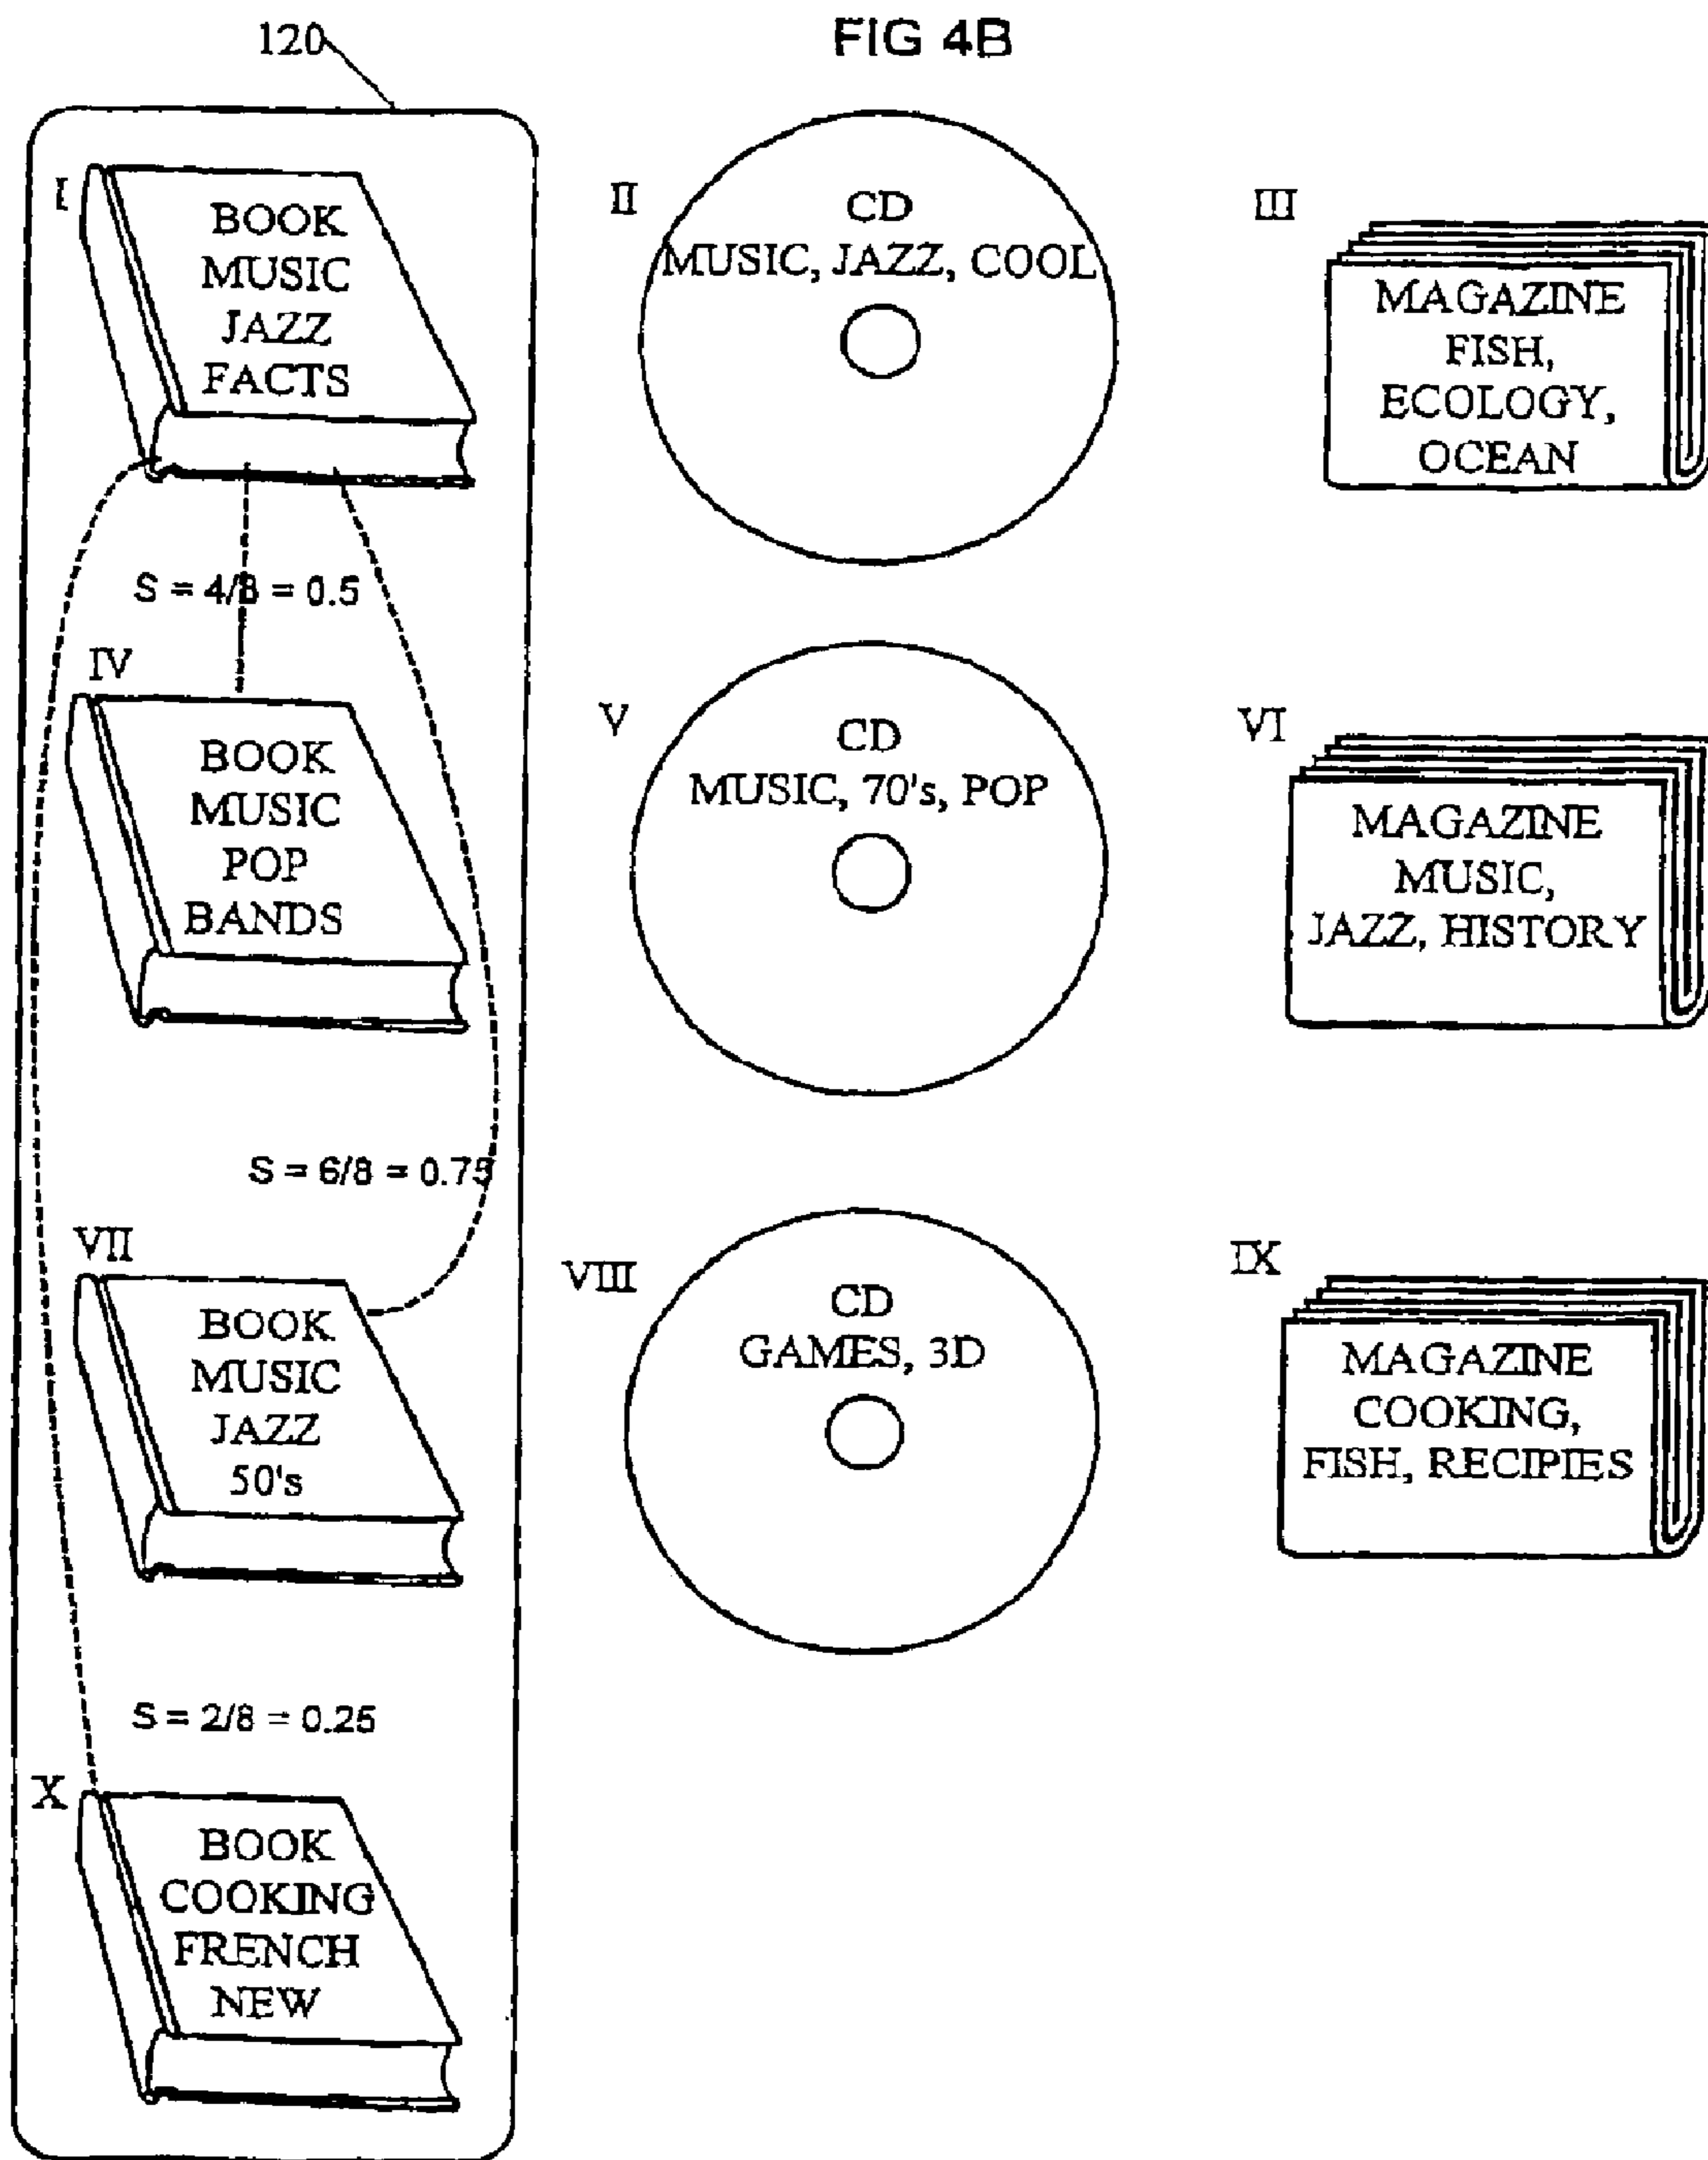 FIG 4B
120
I
BOOK
MUSIC
JAZZ
FACTS
II
CD
MUSIC, JAZZ, COOL
III
MAGAZINE
FISH,
ECOLOGY,
OCEAN
S = 4/8 = 0.5
IV
BOOK
MUSIC
POP
BANDS
V
CD
MUSIC, 70's, POP
VI
MAGAZINE
MUSIC,
JAZZ, HISTORY
S = 6/8 = 0.75
VII
BOOK
MUSIC
JAZZ
50's
VIII
CD
GAMES, 3D
IX
MAGAZINE
COOKING,
FISH, RECIPIES
S = 2/8 = 0.25
X
BOOK
COOKING
FRENCH
NEW